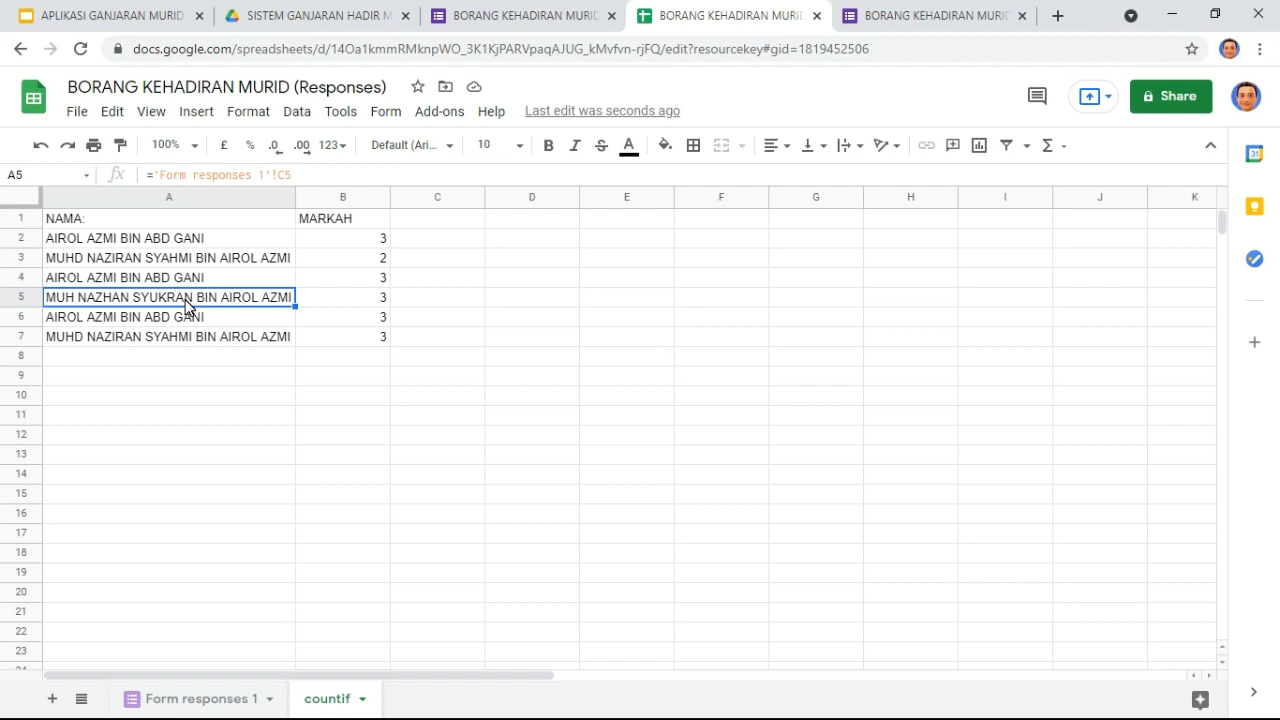 APLIKASI GANJARAN MURID
SISTEM GANJARAN HADIR M
BORANG KEHADIRAN MURID
BORANG KEHADIRAN MURID
BORANG KEHADIRAN MURID
docs.google.com/spreadsheets/d/14Oa1kmmRMknpWO_3K1KjPARVpaqAJUG_kMvfvn-rjFQ/edit?resourcekey#gid=1819452506
BORANG KEHADIRAN MURID (Responses)
File Edit View Insert Format Data Tools Form Add-ons Help Last edit was seconds ago
Share
100% £ % .0 .00 123 Default (Ari... 10 B I S A
A5 fx ='Form responses 1'!C5
A B C D E F G H I J K
1 NAMA: MARKAH
2 AIROL AZMI BIN ABD GANI 3
3 MUHD NAZIRAN SYAHMI BIN AIROL AZMI 2
4 AIROL AZMI BIN ABD GANI 3
5 MUH NAZHAN SYUKRAN BIN AIROL AZMI 3
6 AIROL AZMI BIN ABD GANI 3
7 MUHD NAZIRAN SYAHMI BIN AIROL AZMI 3
8
9
10
11
12
13
14
15
16
17
18
19
20
21
22
23
Form responses 1 countif